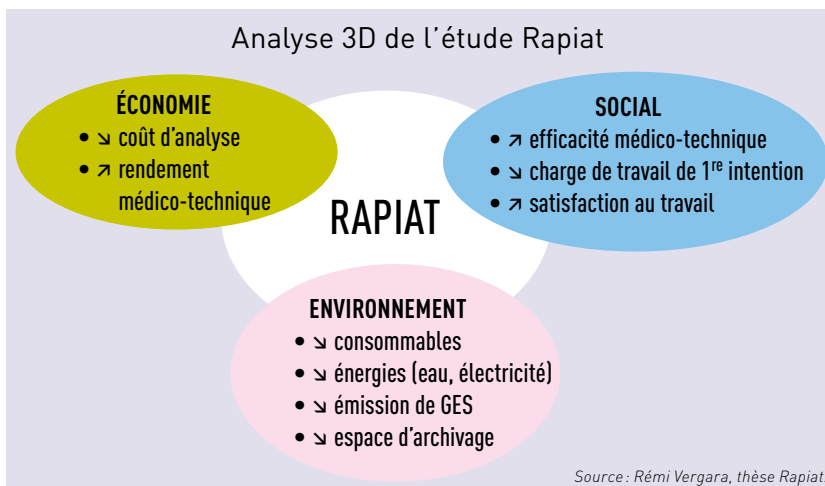 Analyse 3D de l'étude Rapiat
ÉCONOMIE
• ↘ coût d'analyse
• ↗ rendement
médico-technique
SOCIAL
• ↗ efficacité médico-technique
• ↘ charge de travail de 1re intention
• ↗ satisfaction au travail
RAPIAT
ENVIRONNEMENT
• ↘ consommables
• ↘ énergies (eau, électricité)
• ↘ émission de GES
• ↘ espace d'archivage
Source : Rémi Vergara, thèse Rapiat.